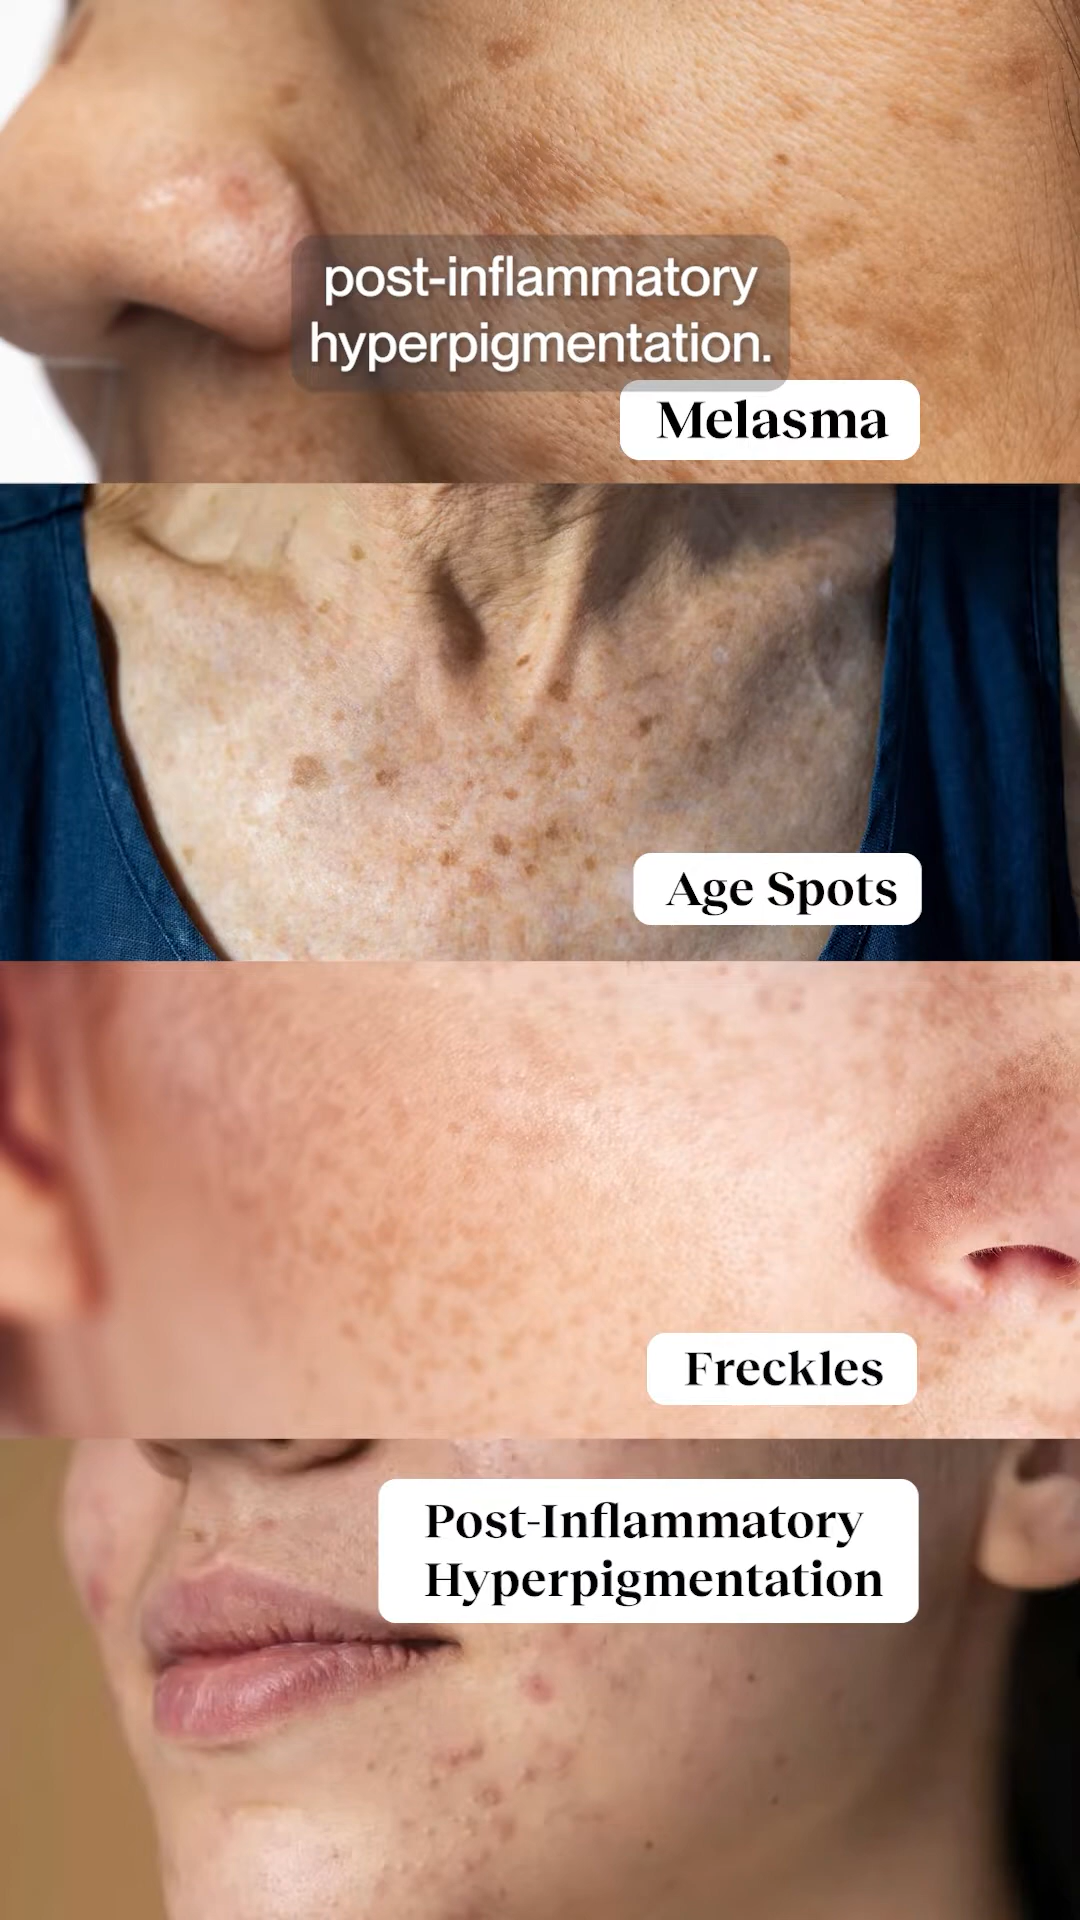 post-inflammatory
hyperpigmentation.
Melasma
Age Spots
Freckles
Post-Inflammatory
Hyperpigmentation